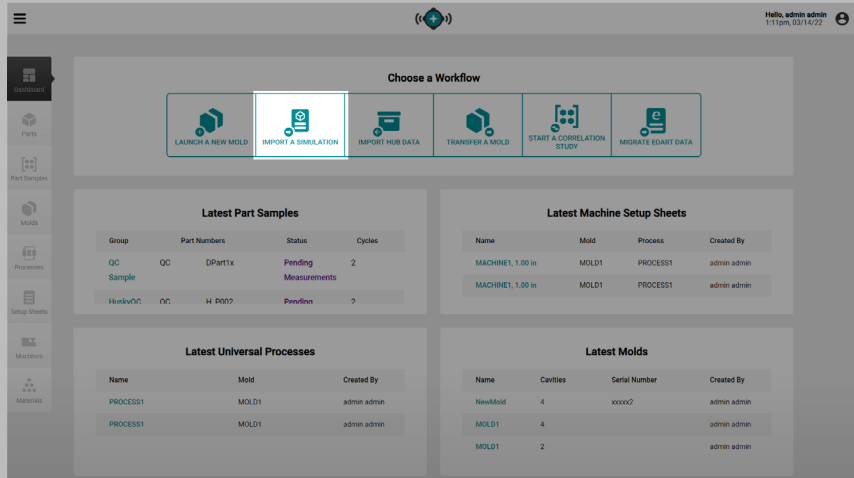 Hello, admin admin
1:11pm, 03/14/22
Dashboard
Parts
Part Samples
Molds
Processes
Setup Sheets
Machines
Materials
Choose a Workflow
LAUNCH A NEW MOLD
IMPORT A SIMULATION
IMPORT HUB DATA
TRANSFER A MOLD
START A CORRELATION
STUDY
e
MIGRATE EDART DATA
Latest Part Samples
Group Part Numbers Status Cycles
QC QC DPart1x Pending 2
Sample Measurements
HuskyQC QC H_P002 Pending 2
Latest Machine Setup Sheets
Name Mold Process Created By
MACHINE1, 1.00 in MOLD1 PROCESS1 admin admin
MACHINE1, 1.00 in MOLD1 PROCESS1 admin admin
Latest Universal Processes
Name Mold Created By
PROCESS1 MOLD1 admin admin
PROCESS1 MOLD1 admin admin
Latest Molds
Name Cavities Serial Number Created By
NewMold 4 xxxxx2 admin admin
MOLD1 4 admin admin
MOLD1 2 admin admin